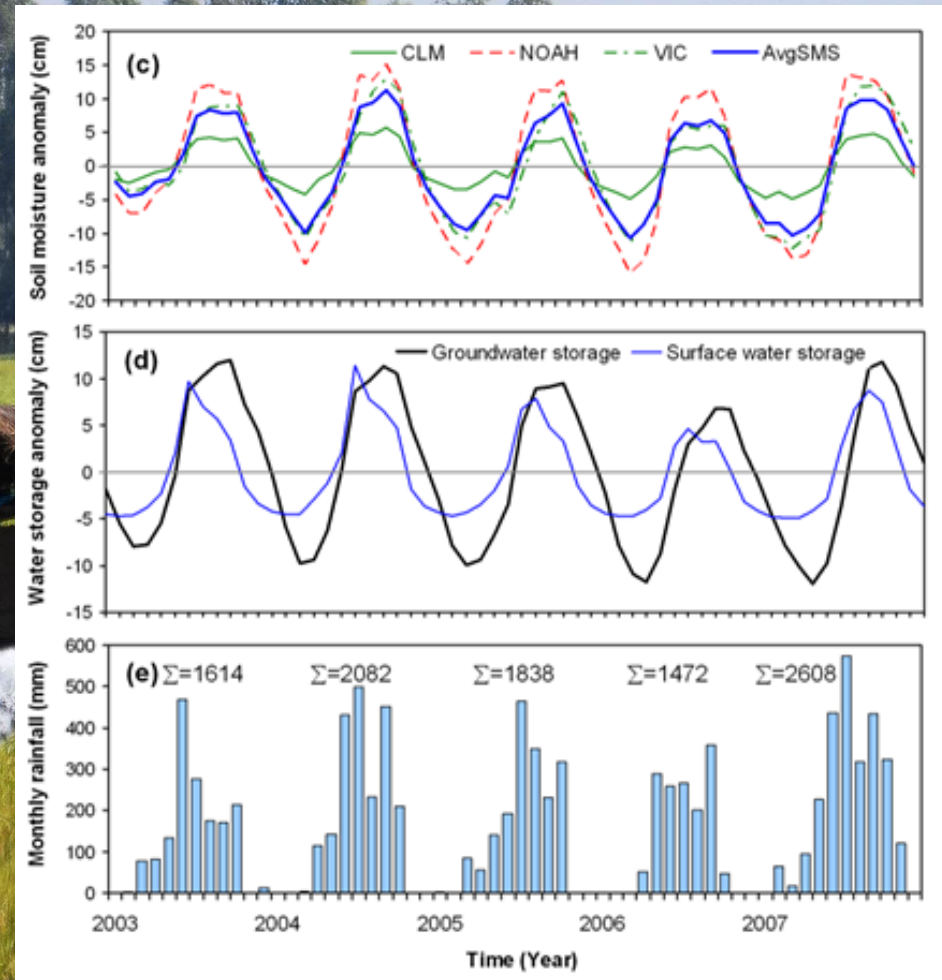 (c)
CLM NOAH VIC AvgSMS
Soil moisture anomaly (cm)
20
15
10
5
0
-5
-10
-15
-20
(d)
Groundwater storage Surface water storage
Water storage anomaly (cm)
15
10
5
0
-5
-10
-15
(e) Σ=1614 Σ=2082 Σ=1838 Σ=1472 Σ=2608
Monthly rainfall (mm)
600
500
400
300
200
100
0
2003 2004 2005 2006 2007
Time (Year)